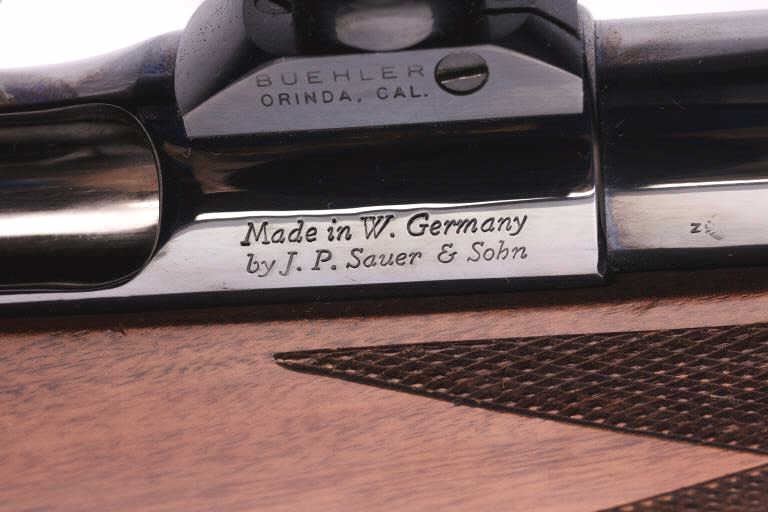 BUEHLER
ORINDA, CAL.
Made in W. Germany
by J. P. Sauer & Sohn